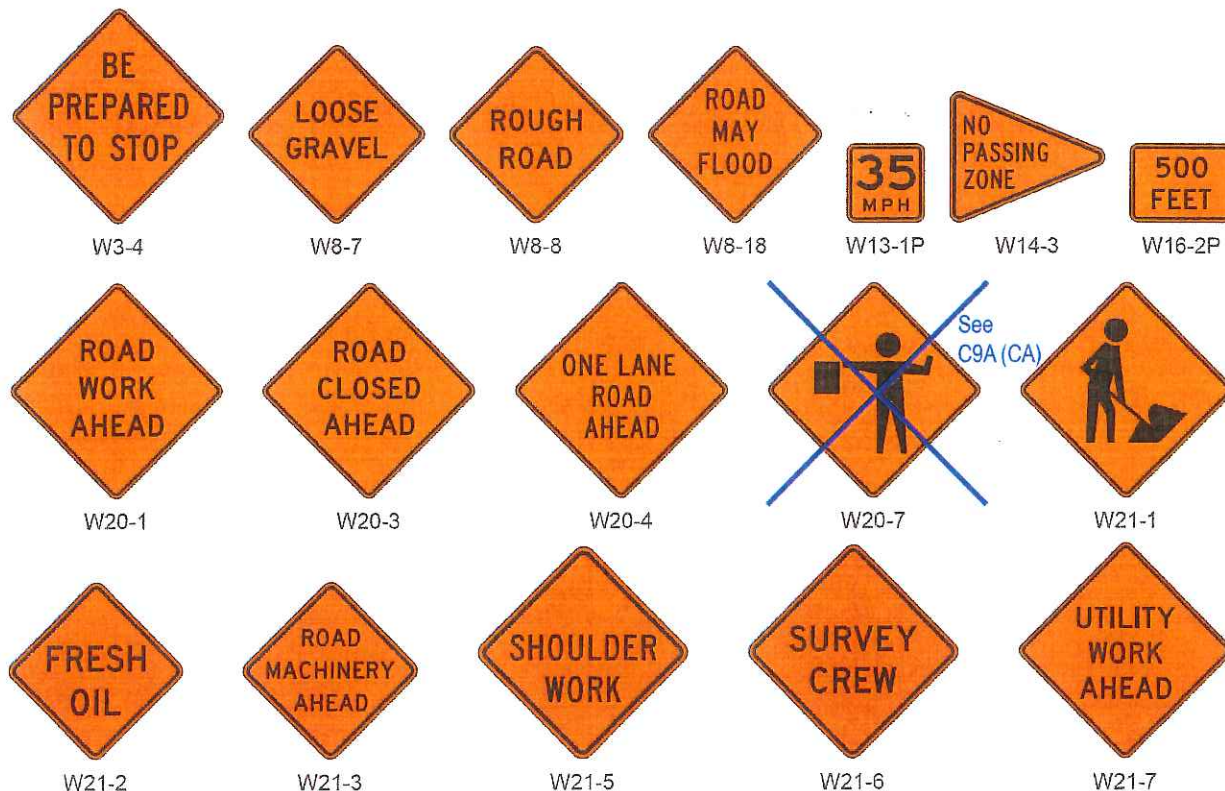 BE
PREPARED
TO STOP
W3-4
LOOSE
GRAVEL
W8-7
ROUGH
ROAD
W8-8
ROAD
MAY
FLOOD
W8-18
35
MPH
W13-1P
NO
PASSING
ZONE
W14-3
500
FEET
W16-2P
ROAD
WORK
AHEAD
W20-1
ROAD
CLOSED
AHEAD
W20-3
ONE LANE
ROAD
AHEAD
W20-4
See
C9A (CA)
W20-7
W21-1
FRESH
OIL
W21-2
ROAD
MACHINERY
AHEAD
W21-3
SHOULDER
WORK
W21-5
SURVEY
CREW
W21-6
UTILITY
WORK
AHEAD
W21-7